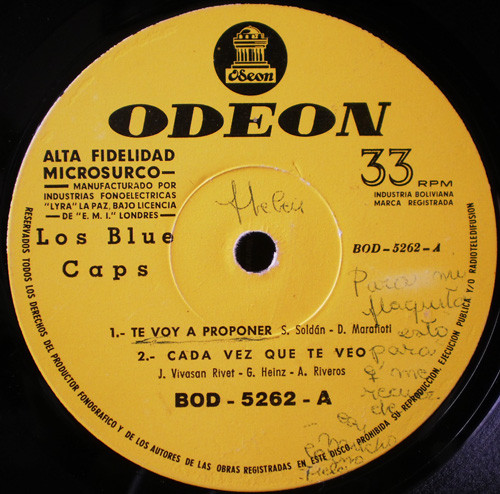 Odeon
ODEON
ALTA FIDELIDAD
MICROSURCO—
MANUFACTURADO POR
INDUSTRIAS FONOELECTRICAS
"LYRA" LA PAZ, BAJO LICENCIA
— DE "E. M. I." LONDRES —
33 RPM
INDUSTRIA BOLIVIANA
MARCA REGISTRADA
Los Blue
Caps
BOD - 5262 - A
Para mi
flaquita
esto
para
q' me
de
1.- TE VOY A PROPONER S. Soldán - D. Marafioti
2.- CADA VEZ QUE TE VEO
J. Vivasan Rivet - G. Heinz - A. Riveros
BOD - 5262 - A
RESERVADOS TODOS LOS DERECHOS DEL PRODUCTOR FONOGRAFICO Y DE LOS AUTORES DE LAS OBRAS REGISTRADAS EN ESTE DISCO. PROHIBIDA SU REPRODUCCION, EJECUCION PUBLICA Y/O RADIOTELEDIFUSION